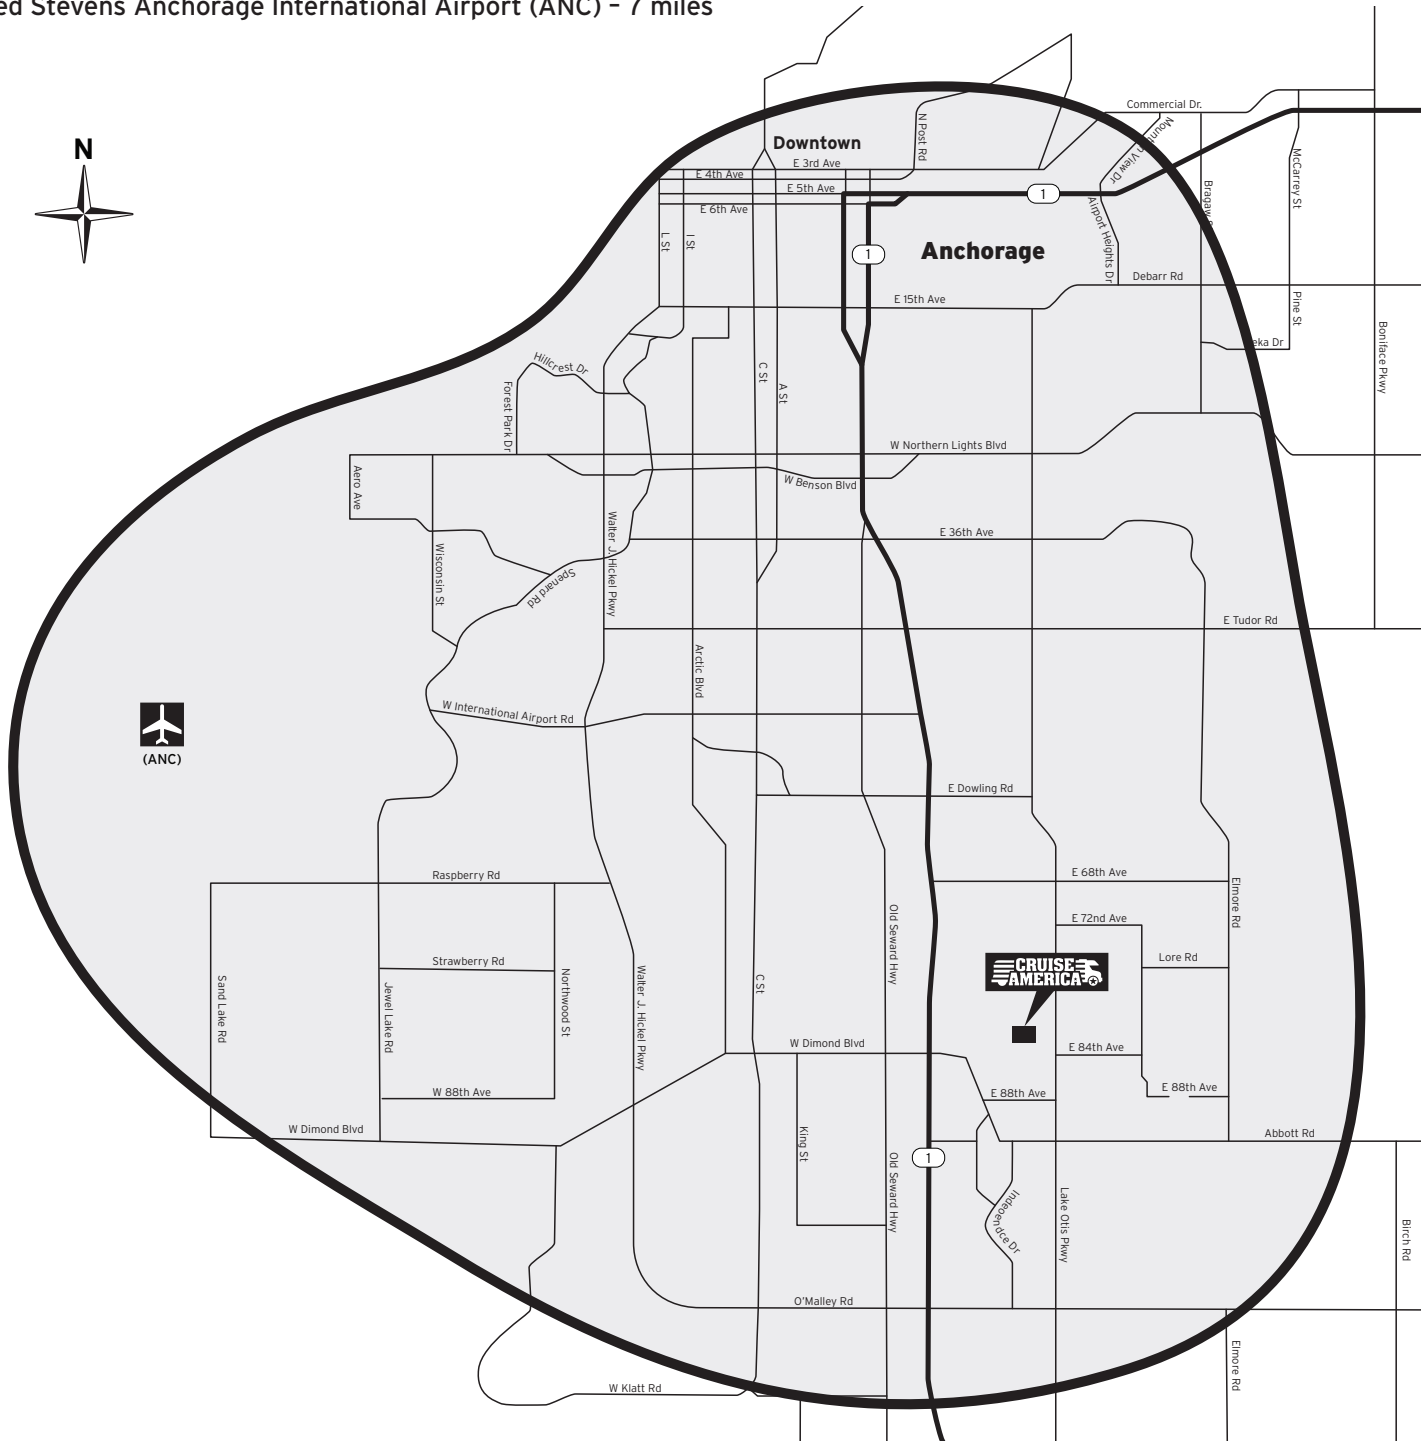 ed Stevens Anchorage International Airport (ANC) – 7 miles
N
Commercial Dr.
Downtown
N Post Rd
Mountain View Dr
E 3rd Ave
E 4th Ave
E 5th Ave
E 6th Ave
1
McCarrey St
Bragaw
L St
I St
1
Anchorage
Airport Heights Dr
Debarr Rd
E 15th Ave
Pine St
Boniface Pkwy
eka Dr
Hillcrest Dr
Forest Park Dr
C St
A St
W Northern Lights Blvd
Aero Ave
W Benson Blvd
Walter J. Hickel Pkwy
E 36th Ave
Wisconsin St
Spenard Rd
E Tudor Rd
Arctic Blvd
W International Airport Rd
(ANC)
E Dowling Rd
Raspberry Rd
E 68th Ave
Elmore Rd
Old Seward Hwy
E 72nd Ave
Strawberry Rd
Lore Rd
CRUISE
AMERICA
Sand Lake Rd
Jewel Lake Rd
Northwood St
Walter J. Hickel Pkwy
C St
W Dimond Blvd
E 84th Ave
W 88th Ave
E 88th Ave
E 88th Ave
W Dimond Blvd
King St
Abbott Rd
1
Old Seward Hwy
Indeoendce Dr
Lake Otis Pkwy
Birch Rd
O'Malley Rd
Elmore Rd
W Klatt Rd